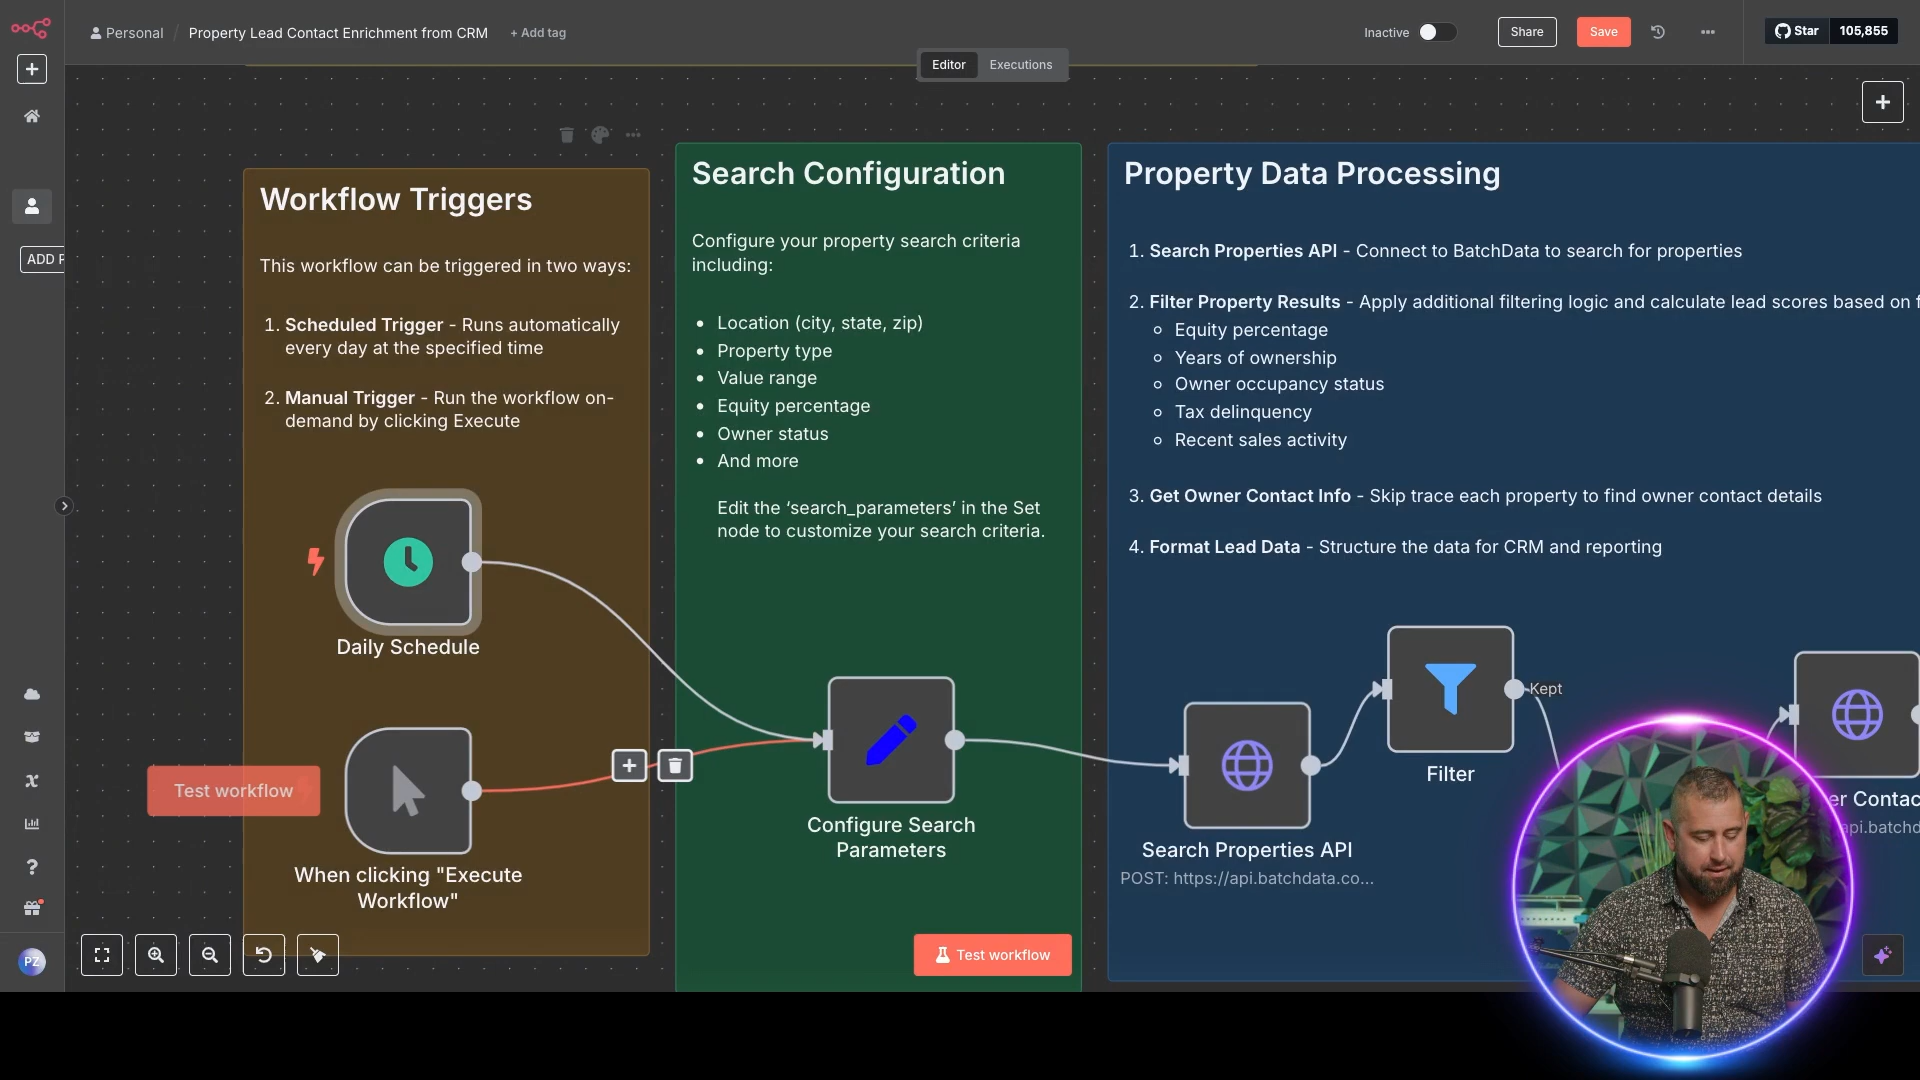 Personal / Property Lead Contact Enrichment from CRM + Add tag
Inactive
Share
Save
Star 105,855
Editor Executions
ADD F
Workflow Triggers
This workflow can be triggered in two ways:
1. Scheduled Trigger - Runs automatically
every day at the specified time
2. Manual Trigger - Run the workflow on-
demand by clicking Execute
Daily Schedule
Test workflow
When clicking "Execute
Workflow"
Search Configuration
Configure your property search criteria
including:
• Location (city, state, zip)
• Property type
• Value range
• Equity percentage
• Owner status
• And more
Edit the ‘search_parameters’ in the Set
node to customize your search criteria.
Configure Search
Parameters
Test workflow
Property Data Processing
1. Search Properties API - Connect to BatchData to search for properties
2. Filter Property Results - Apply additional filtering logic and calculate lead scores based on f
Equity percentage
Years of ownership
Owner occupancy status
Tax delinquency
Recent sales activity
3. Get Owner Contact Info - Skip trace each property to find owner contact details
4. Format Lead Data - Structure the data for CRM and reporting
Search Properties API
POST: https://api.batchdata.co...
Filter
Kept
er Contac
api.batchd
PZ